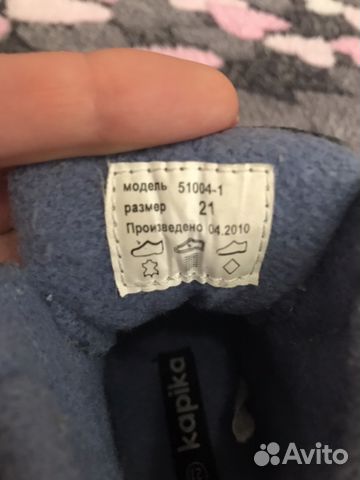 модель 51004-1
размер 21
Произведено 04.2010
kapika
Avito